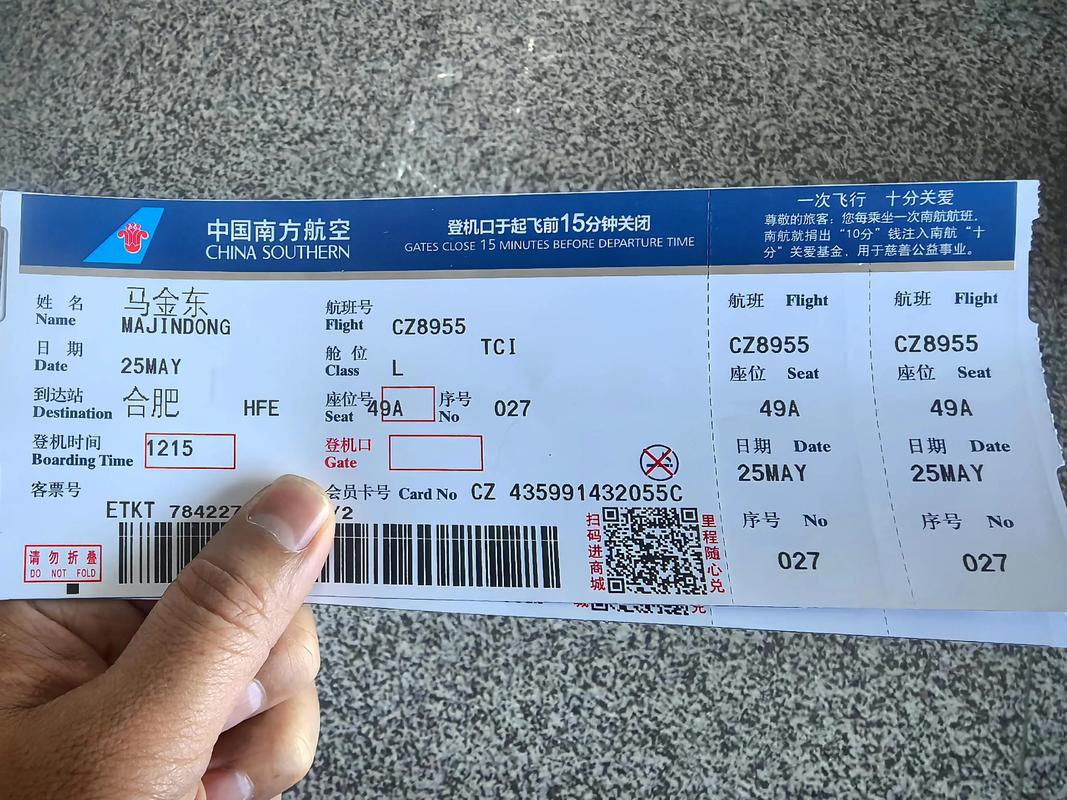 中国南方航空
CHINA SOUTHERN
登机口于起飞前15分钟关闭
GATES CLOSE 15 MINUTES BEFORE DEPARTURE TIME
一次飞行 十分关爱
尊敬的旅客：您每乘坐一次南航航班，
南航就捐出“10分”钱注入南航“十
分”关爱基金，用于慈善公益事业。
姓 名 马金东
Name MAJINDONG
日 期
Date 25MAY
到达站 合肥 HFE
Destination
登机时间 1215
Boarding Time
客票号
ETKT 784227
/2
请勿折叠
DO NOT FOLD
航班号
Flight CZ8955
TCI
舱 位
Class L
座位号 49A 序号 027
Seat No
登机口
Gate
会员卡号 Card No CZ 435991432055C
扫码进商城
里程随心兑
航班 Flight
CZ8955
座位 Seat
49A
日期 Date
25MAY
序号 No
027
航班 Flight
CZ8955
座位 Seat
49A
日期 Date
25MAY
序号 No
027
城
兑